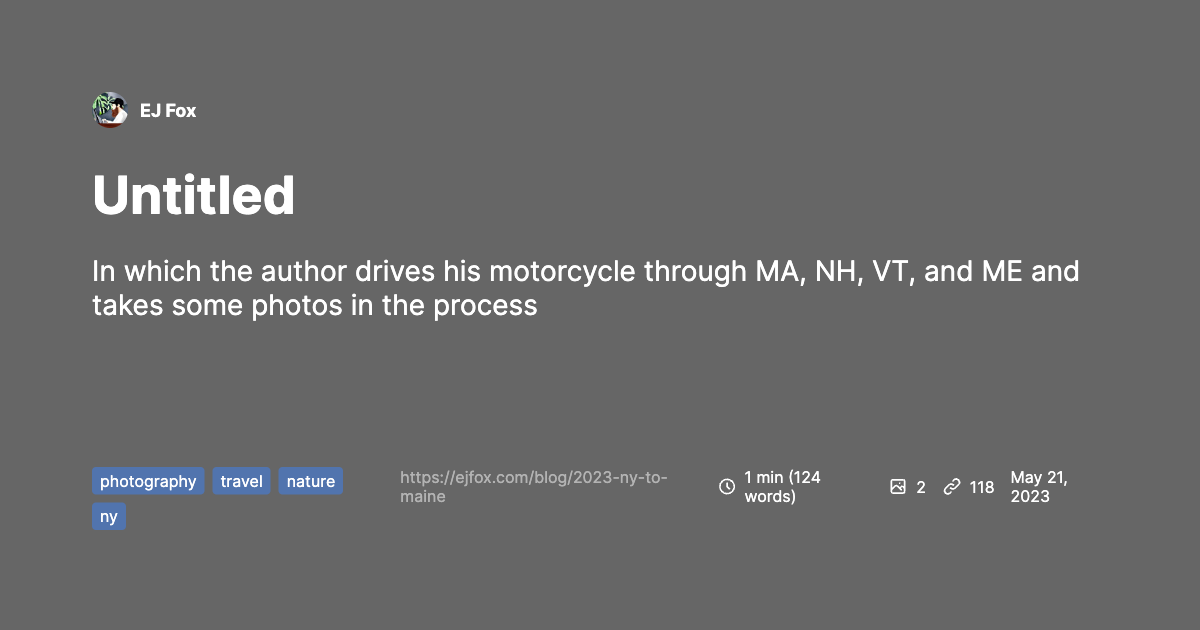 EJ Fox
Untitled
In which the author drives his motorcycle through MA, NH, VT, and ME and
takes some photos in the process
photography travel nature
ny
https://ejfox.com/blog/2023-ny-to-
maine
1 min (124
words)
2
118
May 21,
2023